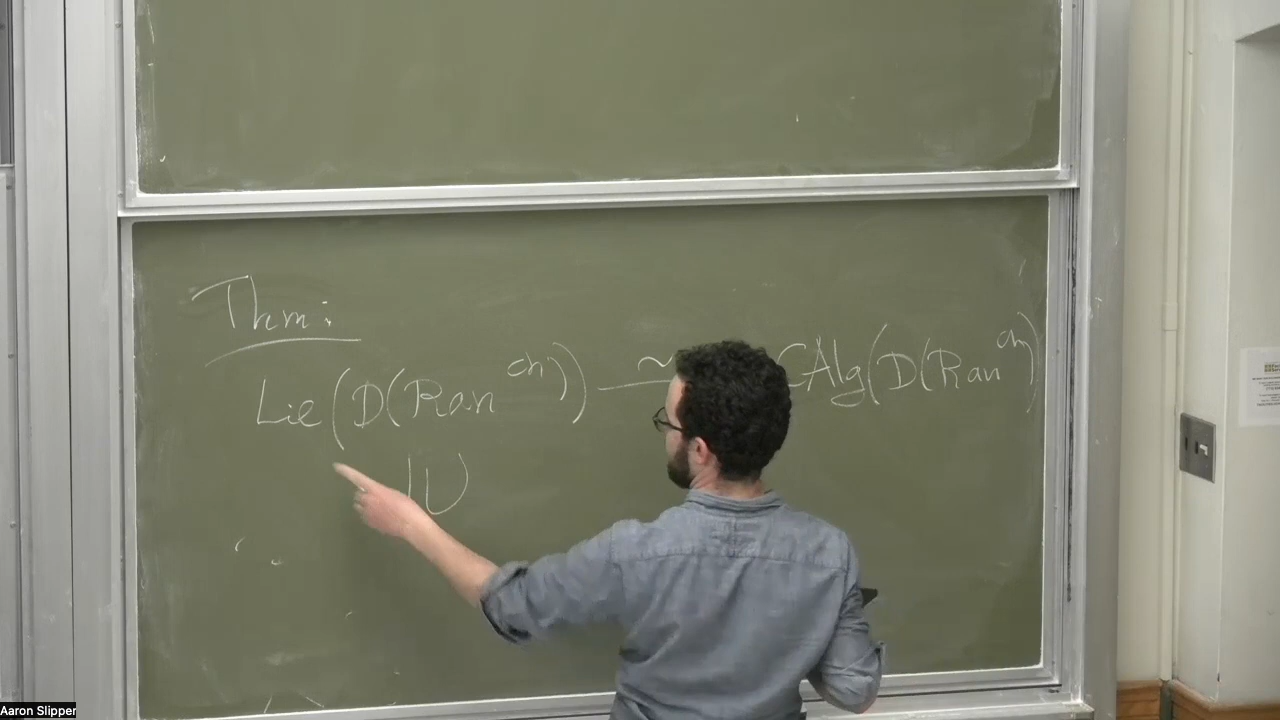 Thm:
Lie(D(Ran^ch)) ~ CAlg(D(Ran^ch)
∪
Aaron Slipper